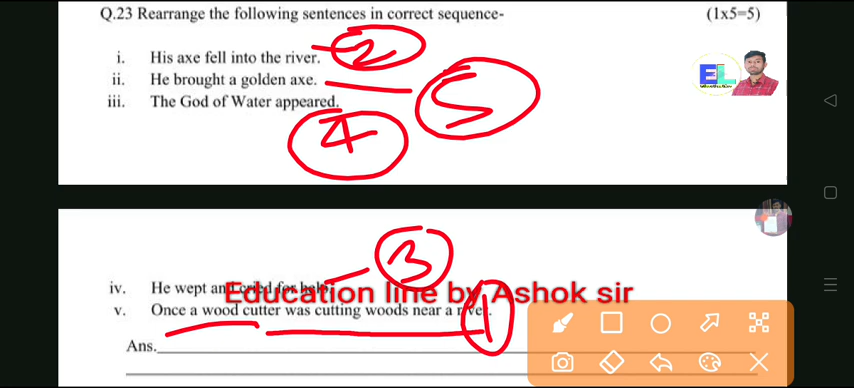 Q.23 Rearrange the following sentences in correct sequence- (1x5=5)
i. His axe fell into the river. 2
ii. He brought a golden axe. 5
iii. The God of Water appeared. 4
EL
3
iv. He wept and cried for help.
Education line by Ashok sir
v. Once a wood cutter was cutting woods near a river. 1
Ans.